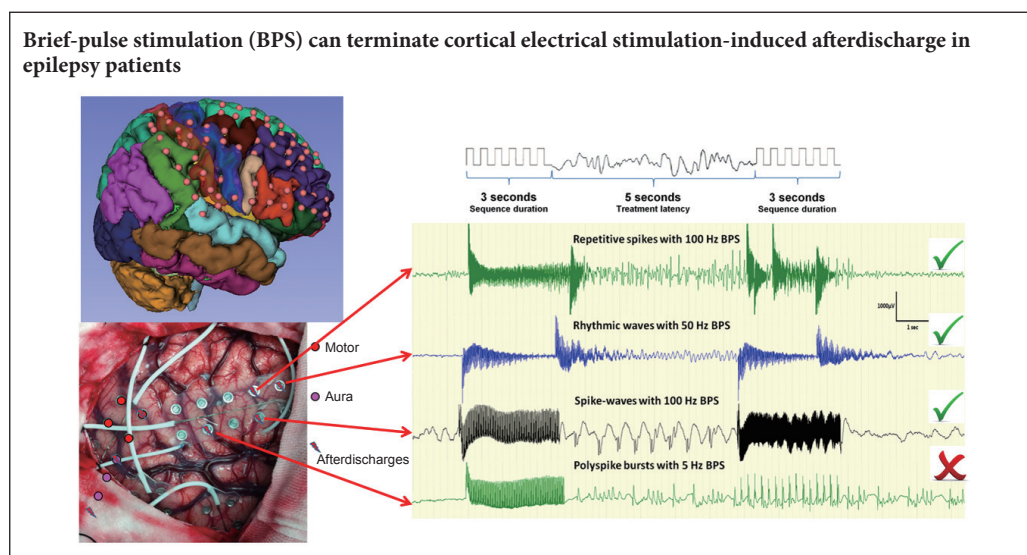 Brief-pulse stimulation (BPS) can terminate cortical electrical stimulation-induced afterdischarge in
epilepsy patients
3 seconds
Sequence duration
5 seconds
Treatment latency
3 seconds
Sequence duration
Repetitive spikes with 100 Hz BPS
1000μV
1 sec
Rhythmic waves with 50 Hz BPS
Spike-waves with 100 Hz BPS
Polyspike bursts with 5 Hz BPS
Motor
Aura
Afterdischarges